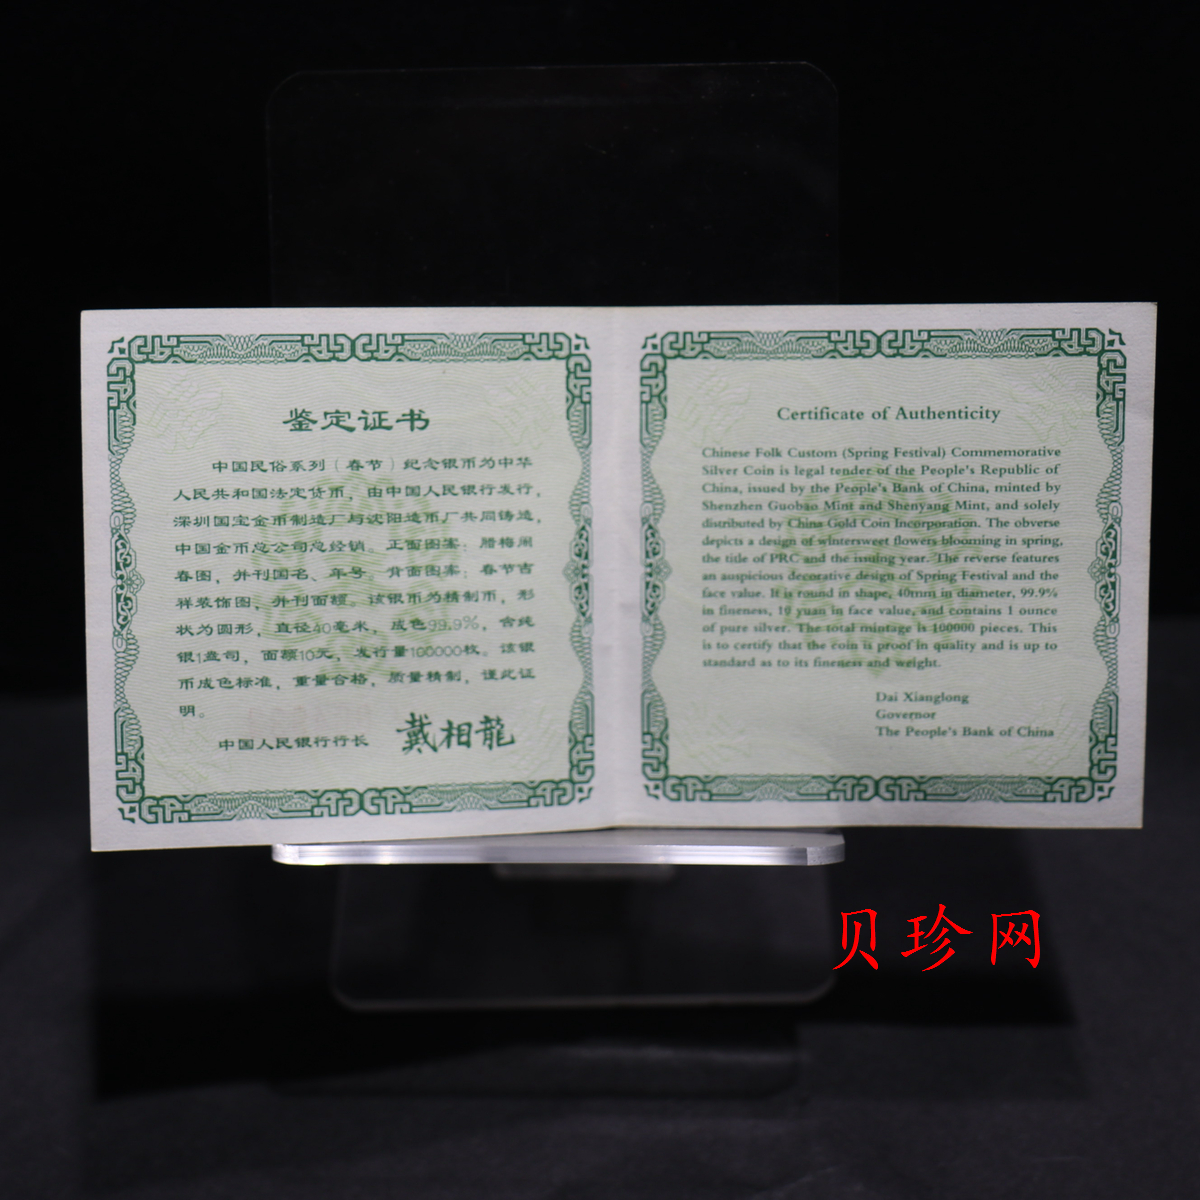 鉴定证书
中国民俗系列（春节）纪念银币为中华
人民共和国法定货币，由中国人民银行发行，
深圳国宝金币制造厂与沈阳造币厂共同铸造，
中国金币总公司总经销。正面图案：腊梅闹
春图，并刊国名、年号。背面图案：春节吉
祥装饰图，并刊面额。该银币为精制币，形
状为圆形，直径40毫米，成色99.9%，含纯
银1盎司，面额10元，发行量100000枚。该银
币成色标准，重量合格，质量精制，谨此证
明。
中国人民银行行长 戴相龍
Certificate of Authenticity
Chinese Folk Custom (Spring Festival) Commemorative
Silver Coin is legal tender of the People's Republic of
China, issued by the People's Bank of China, minted by
Shenzhen Guobao Mint and Shenyang Mint, and solely
distributed by China Gold Coin Incorporation. The obverse
depicts a design of wintersweet flowers blooming in spring,
the title of PRC and the issuing year. The reverse features
an auspicious decorative design of Spring Festival and the
face value. It is round in shape, 40mm in diameter, 99.9%
in fineness, 10 yuan in face value, and contains 1 ounce
of pure silver. The total mintage is 100000 pieces. This
is to certify that the coin is proof in quality and is up to
standard as to its fineness and weight.
Dai Xianglong
Governor
The People's Bank of China
贝珍网